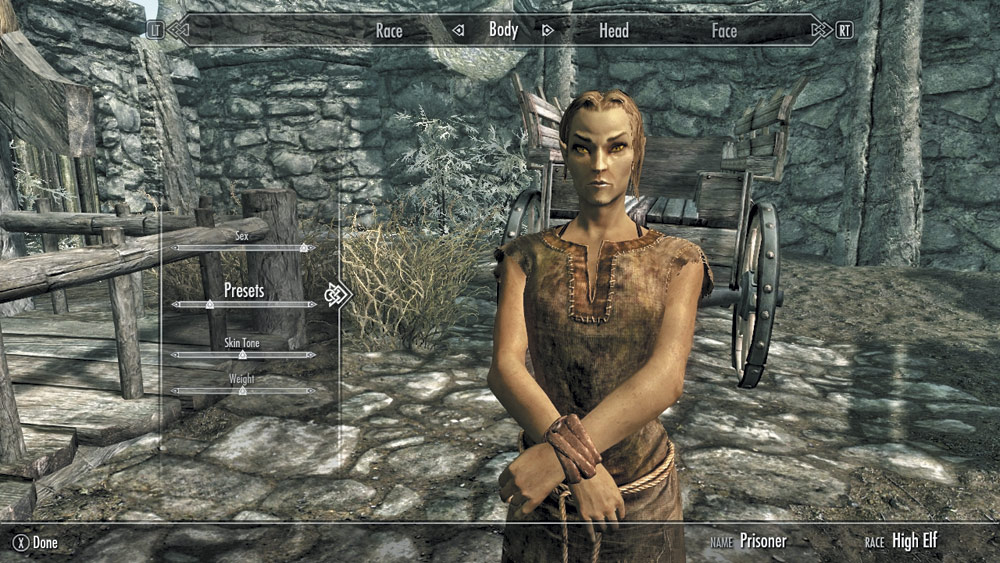 LT Race Body Head Face RT
Sex
Presets
Skin Tone
Weight
X Done NAME Prisoner RACE High Elf